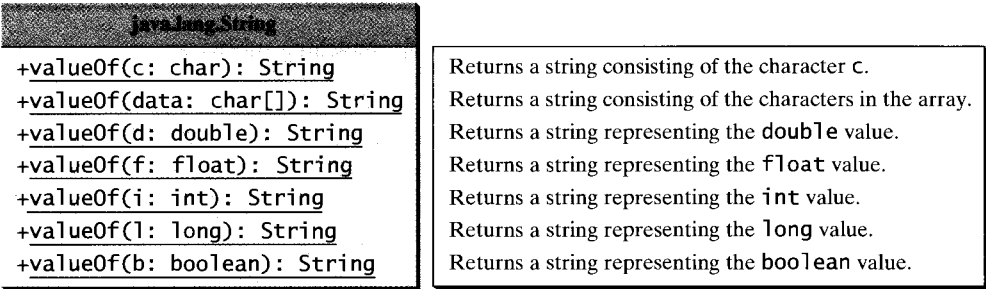 java.lang.String
+valueOf(c: char): String
+valueOf(data: char[]): String
+valueOf(d: double): String
+valueOf(f: float): String
+valueOf(i: int): String
+valueOf(l: long): String
+valueOf(b: boolean): String
Returns a string consisting of the character c.
Returns a string consisting of the characters in the array.
Returns a string representing the double value.
Returns a string representing the float value.
Returns a string representing the int value.
Returns a string representing the long value.
Returns a string representing the boolean value.